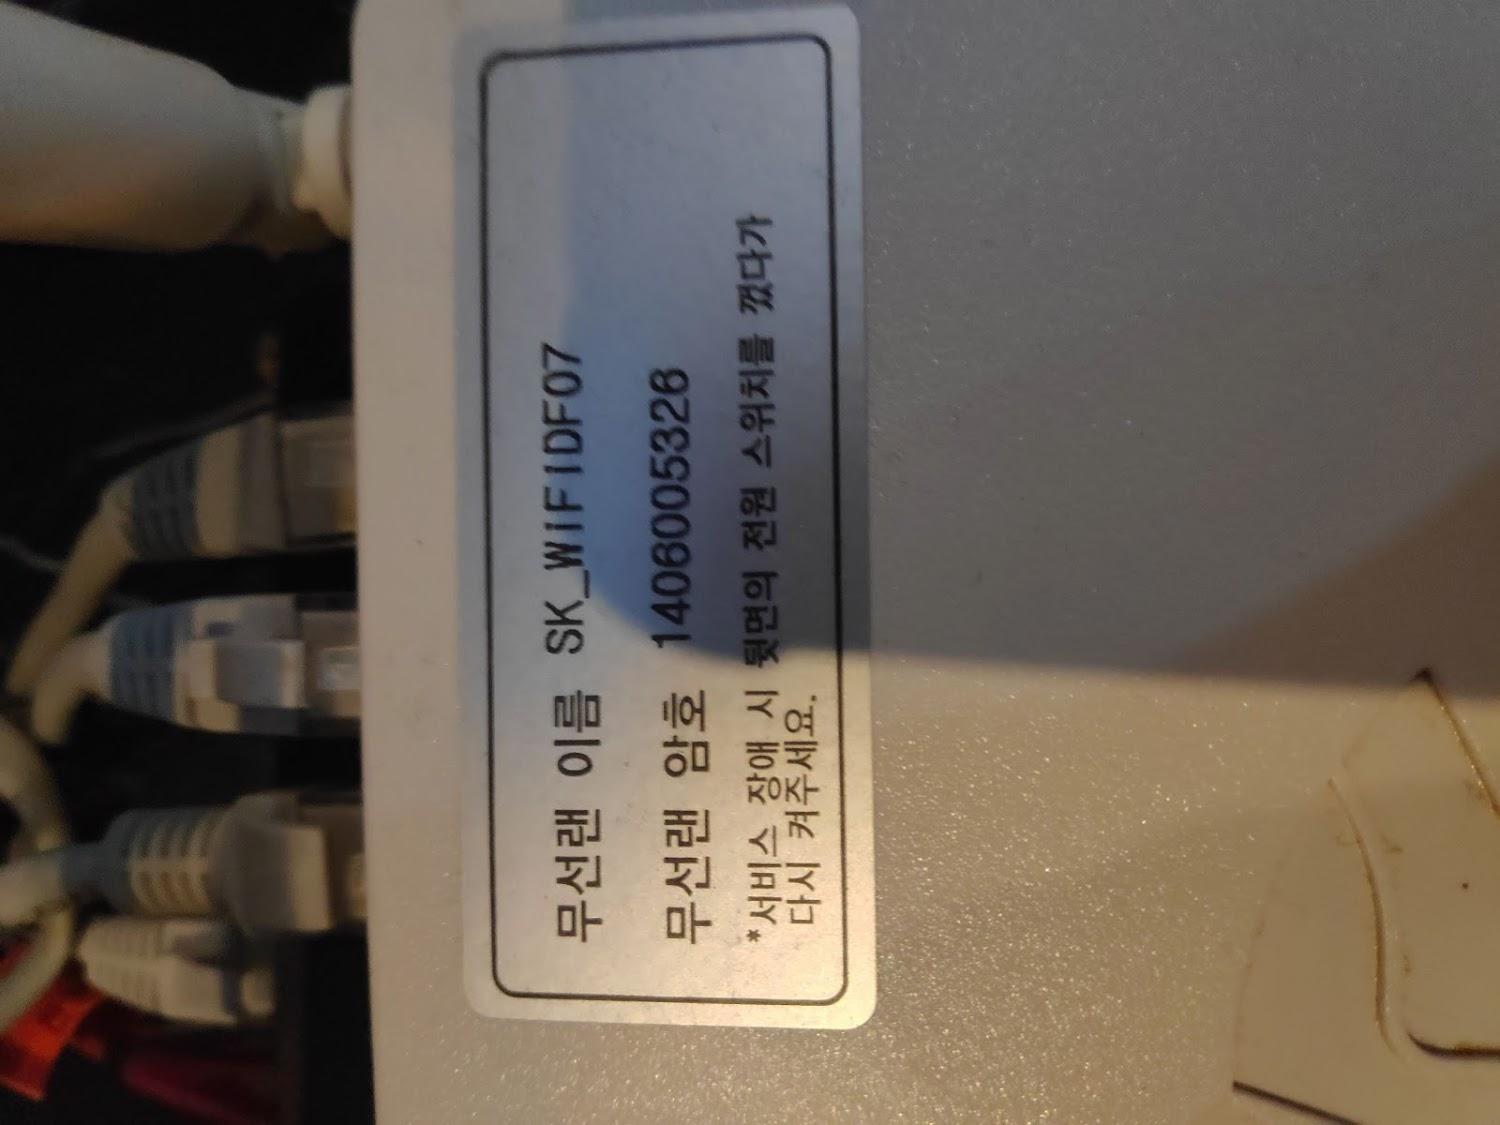 무선랜 이름 SK_WIFIDF07
무선랜 암호 1406005326
*서비스 장애 시 뒷면의 전원 스위치를 껐다가
다시 켜주세요.